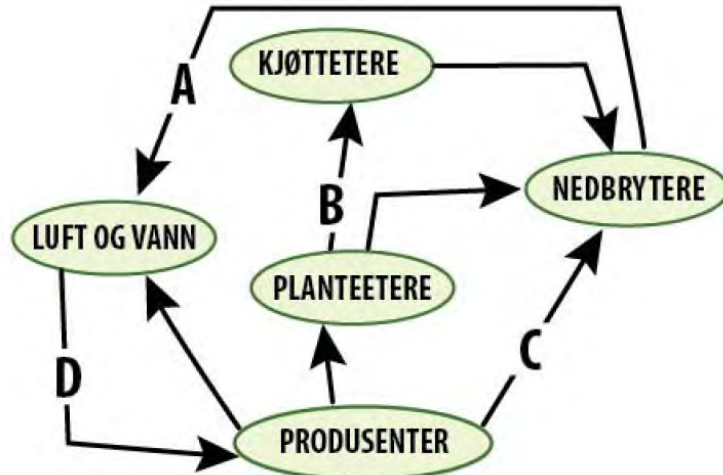 A
KJØTTETERE
NEDBRYTERE
B
LUFT OG VANN
PLANTEETERE
D
C
PRODUSENTER